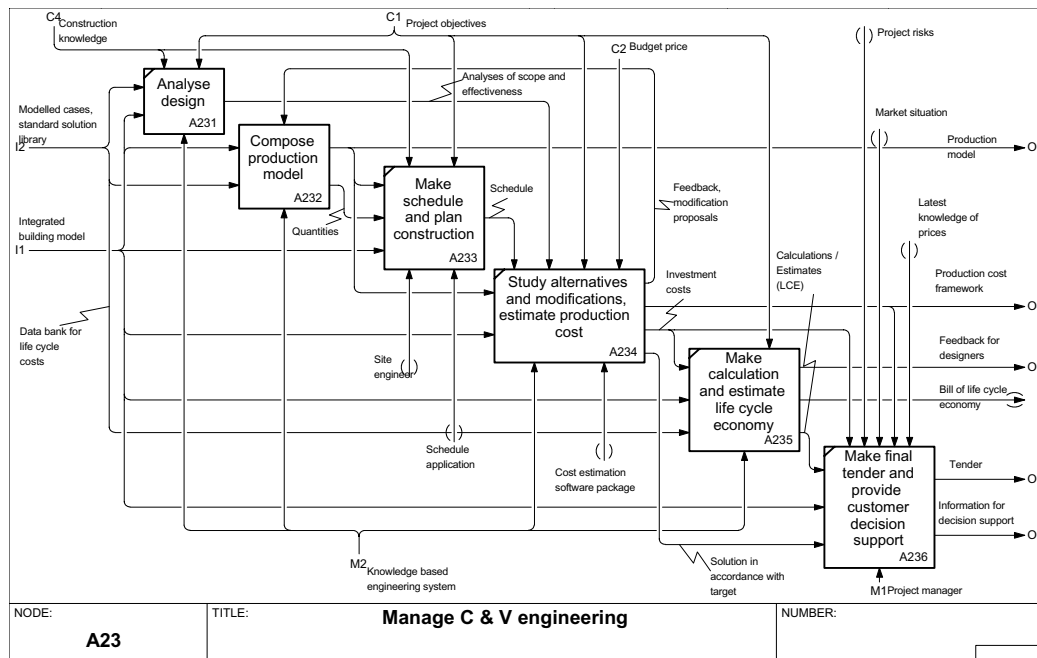 C4
Construction
knowledge
C1
Project objectives
C2 Budget price
Project risks
Analyse
design
A231
Analyses of scope and
effectiveness
Modelled cases,
standard solution
library
I2
Market situation
Compose
production
model
A232
Production
model
O
Make
schedule
and plan
construction
A233
Schedule
Quantities
Feedback,
modification
proposals
Latest
knowledge of
prices
Integrated
building model
I1
Calculations /
Estimates
(LCE)
Study alternatives
and modifications,
estimate production
cost
A234
Investment
costs
Production cost
framework
O
Data bank for
life cycle
costs
Site
engineer
Make
calculation
and estimate
life cycle
economy
A235
Feedback for
designers
O
Bill of life cycle
economy
Schedule
application
Cost estimation
software package
Make final
tender and
provide
customer
decision
support
A236
Tender
O
Information for
decision support
O
M2
Knowledge based
engineering system
Solution in
accordance with
target
M1 Project manager
NODE:
A23
TITLE:
Manage C & V engineering
NUMBER: